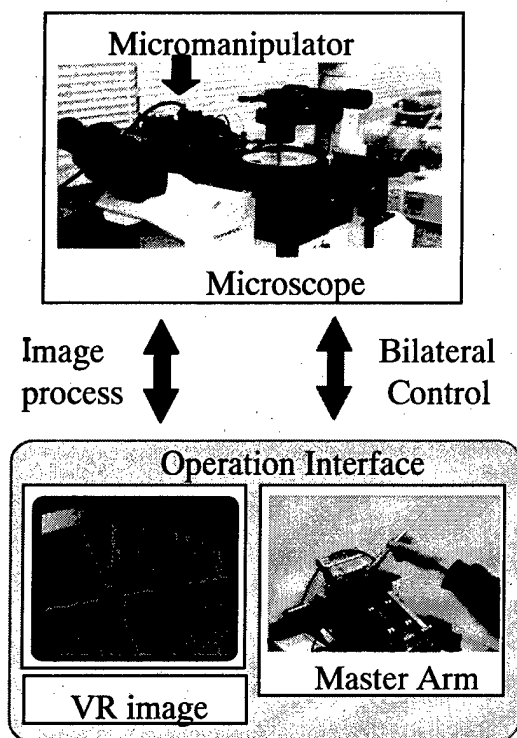 Micromanipulator
Microscope
Image
process
Bilateral
Control
Operation Interface
VR image
Master Arm